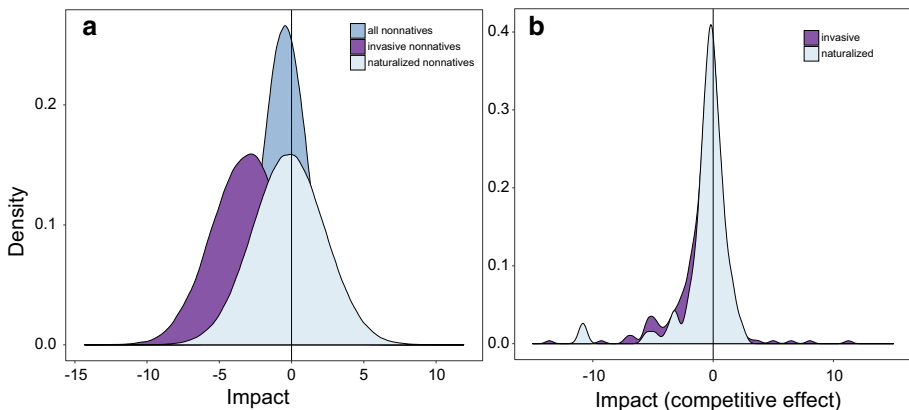 a
all nonnatives
invasive nonnatives
naturalized nonnatives
Density
0.2
0.1
0.0
-15
-10
-5
0
5
10
Impact
b
invasive
naturalized
0.4
0.3
0.2
0.1
0.0
-10
0
10
Impact (competitive effect)